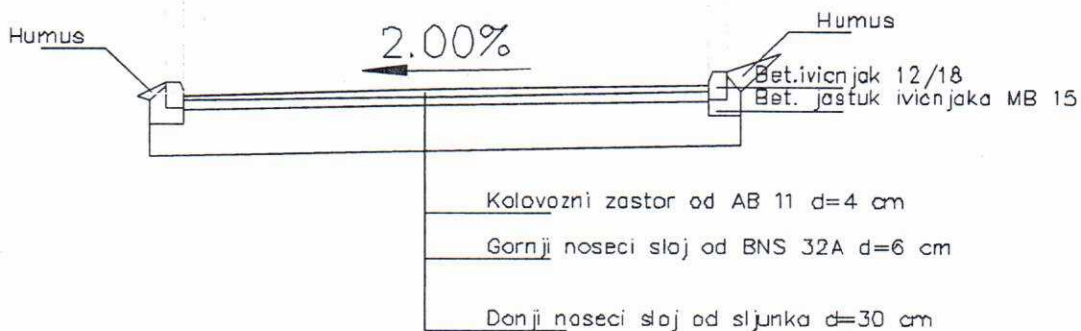 Humus
2.00%
Humus
Bet.ivicnjak 12/18
Bet. jastuk ivicnjaka MB 15
Kolovozni zastor od AB 11 d=4 cm
Gornji noseci sloj od BNS 32A d=6 cm
Donji noseci sloj od sljunka d=30 cm